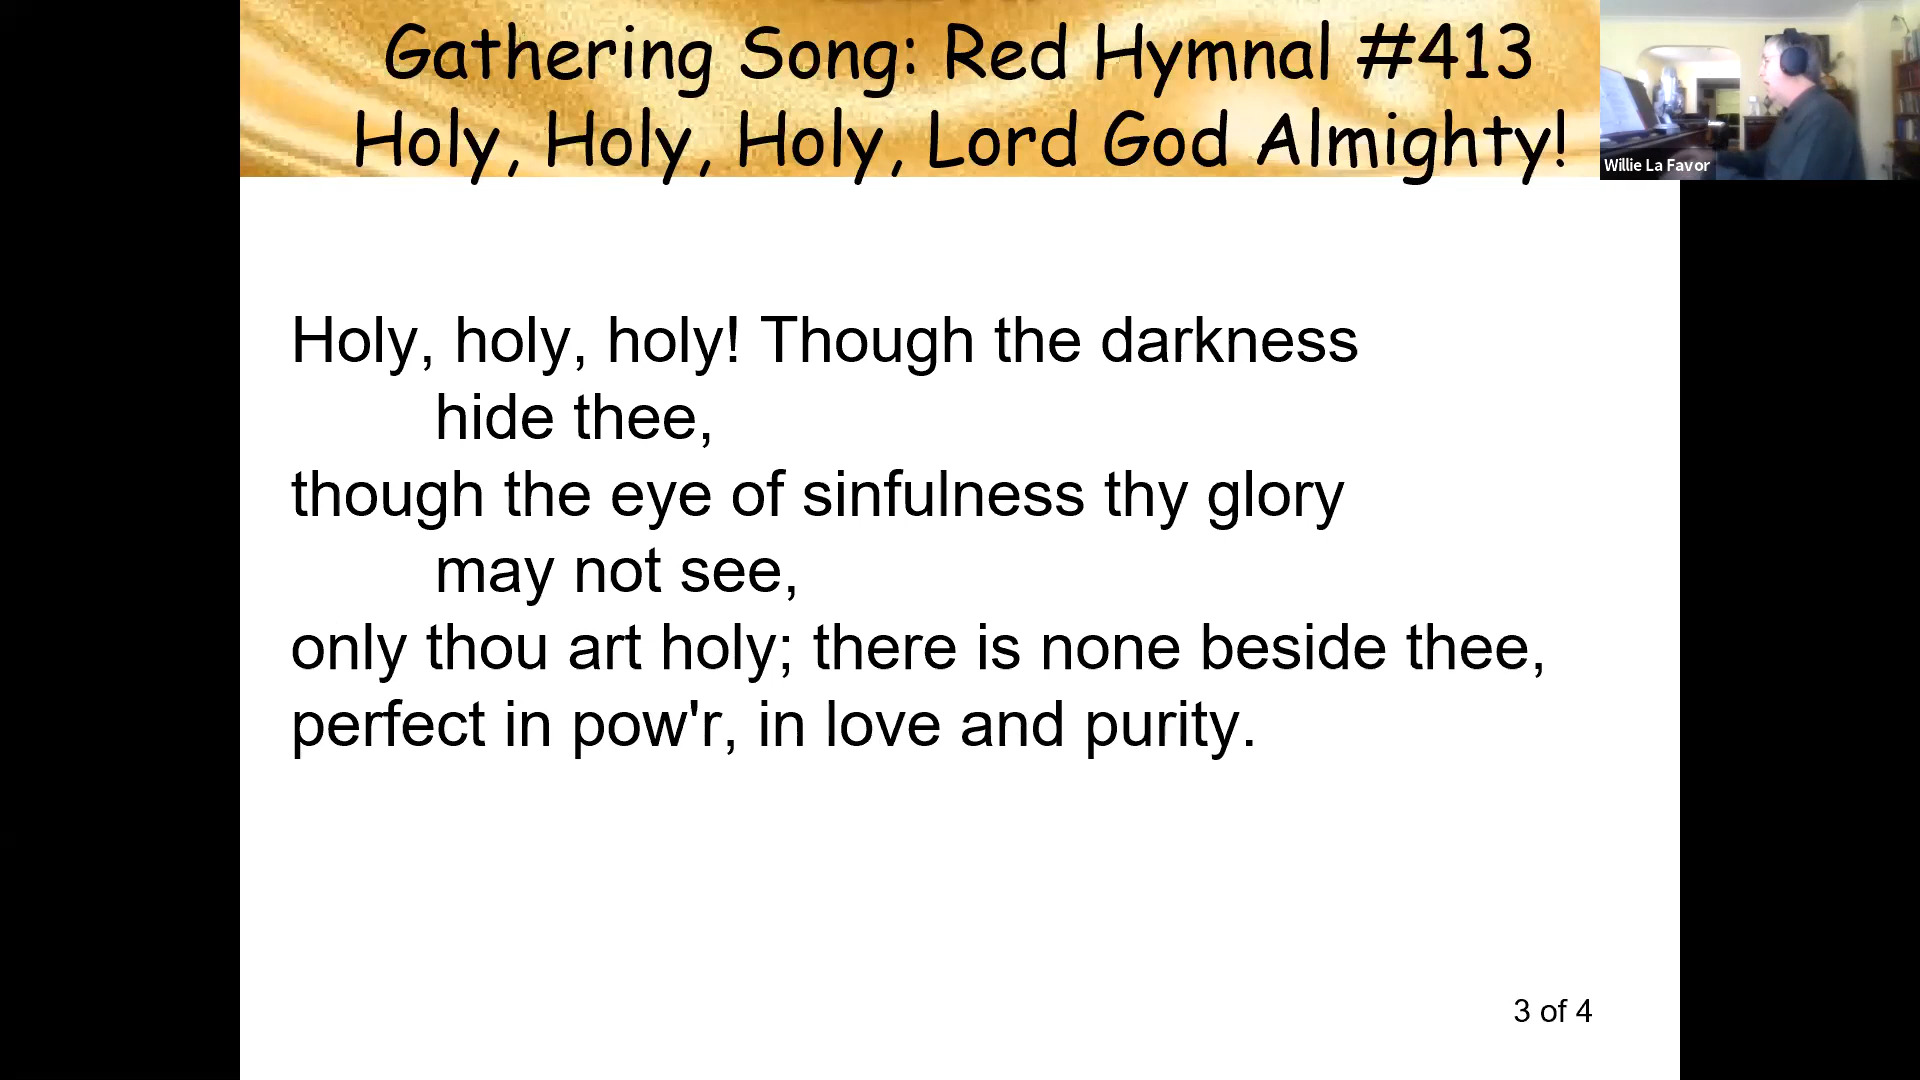 Gathering Song: Red Hymnal #413
Holy, Holy, Holy, Lord God Almighty!
Willie La Favor
Holy, holy, holy! Though the darkness
hide thee,
though the eye of sinfulness thy glory
may not see,
only thou art holy; there is none beside thee,
perfect in pow'r, in love and purity.
3 of 4